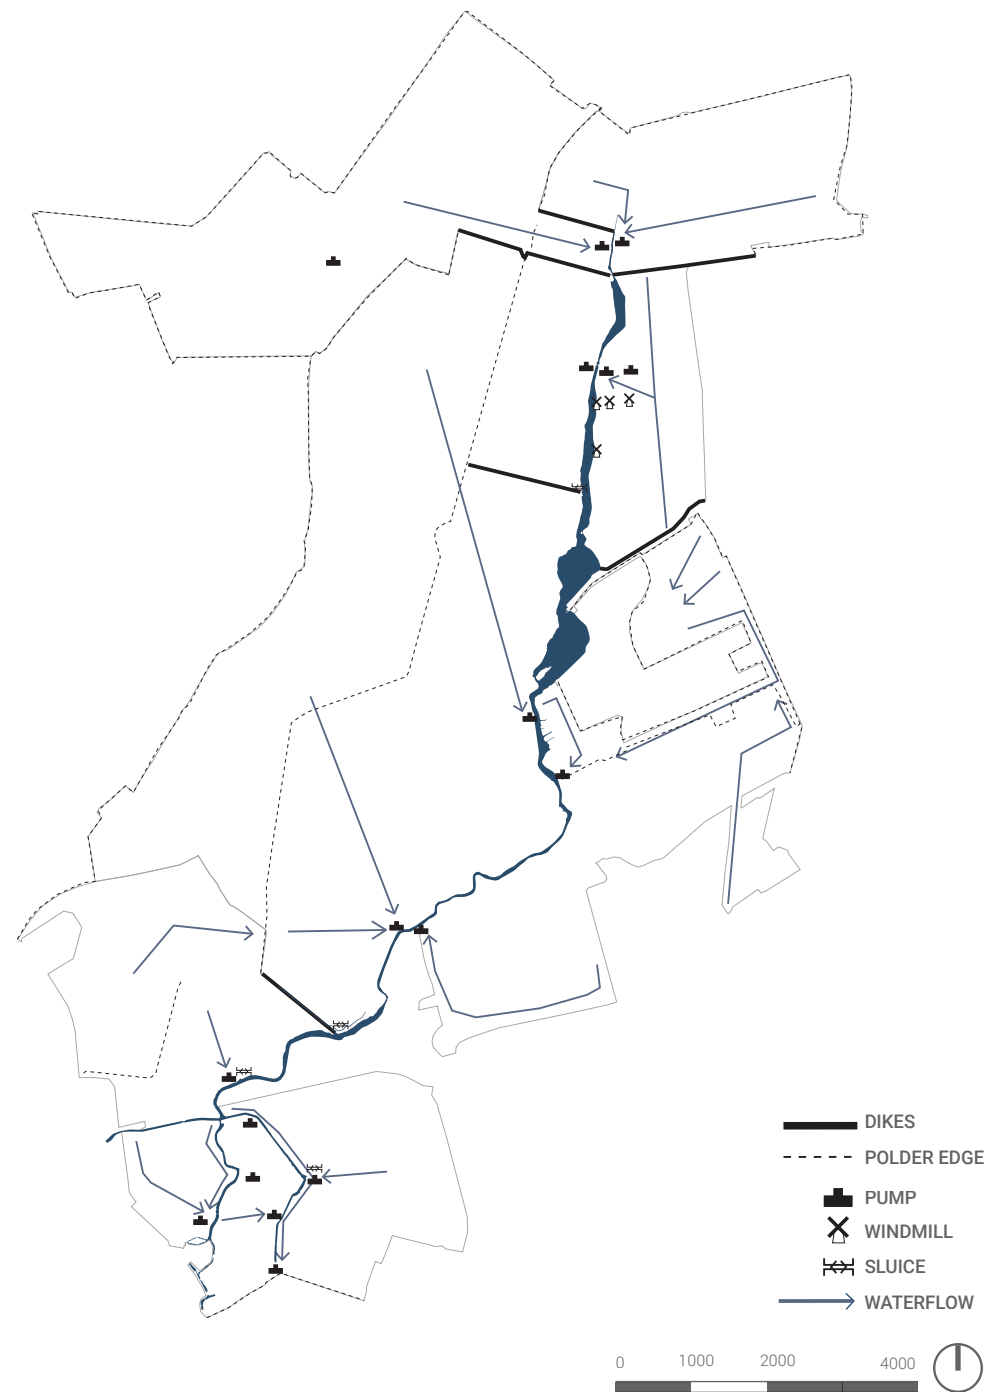 DIKES
POLDER EDGE
PUMP
WINDMILL
SLUICE
WATERFLOW
0 1000 2000 4000